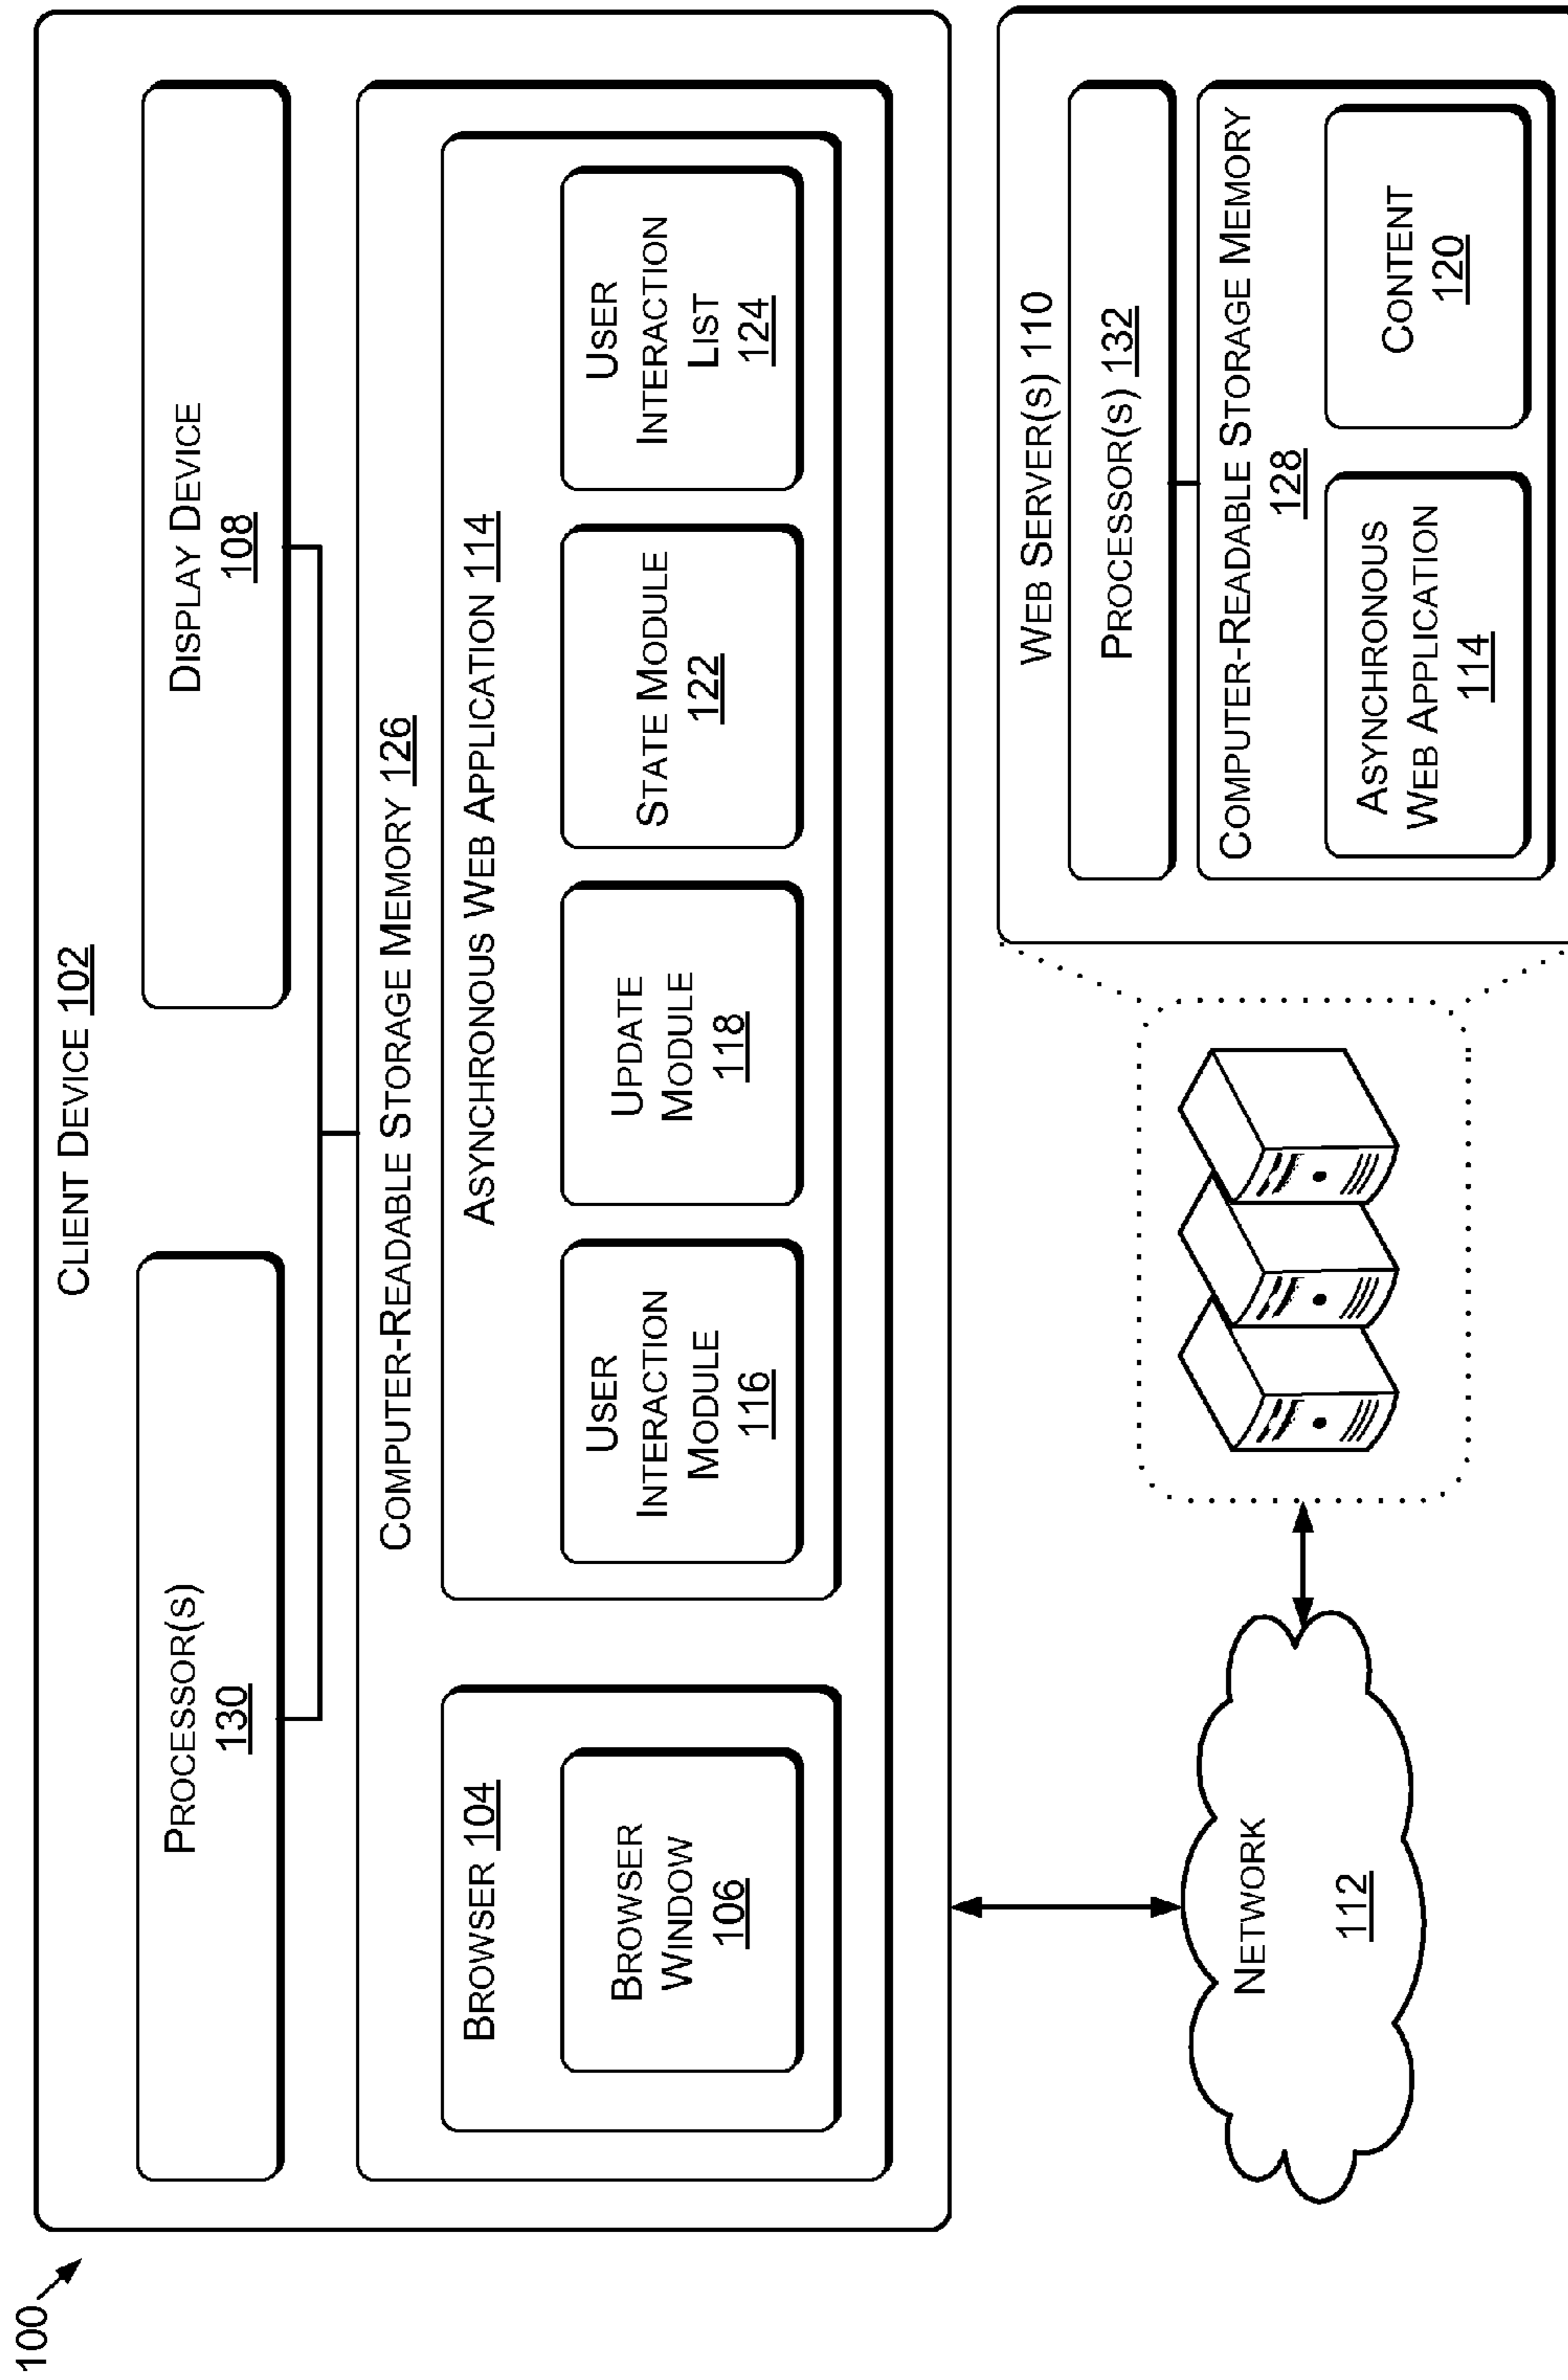 100
CLIENT DEVICE 102
PROCESSOR(S)
130
DISPLAY DEVICE
108
COMPUTER-READABLE STORAGE MEMORY 126
BROWSER 104
BROWSER
WINDOW
106
ASYNCHRONOUS WEB APPLICATION 114
USER
INTERACTION
MODULE
116
UPDATE
MODULE
118
STATE MODULE
122
USER
INTERACTION
LIST
124
NETWORK
112
WEB SERVER(S) 110
PROCESSOR(S) 132
COMPUTER-READABLE STORAGE MEMORY
128
ASYNCHRONOUS
WEB APPLICATION
114
CONTENT
120